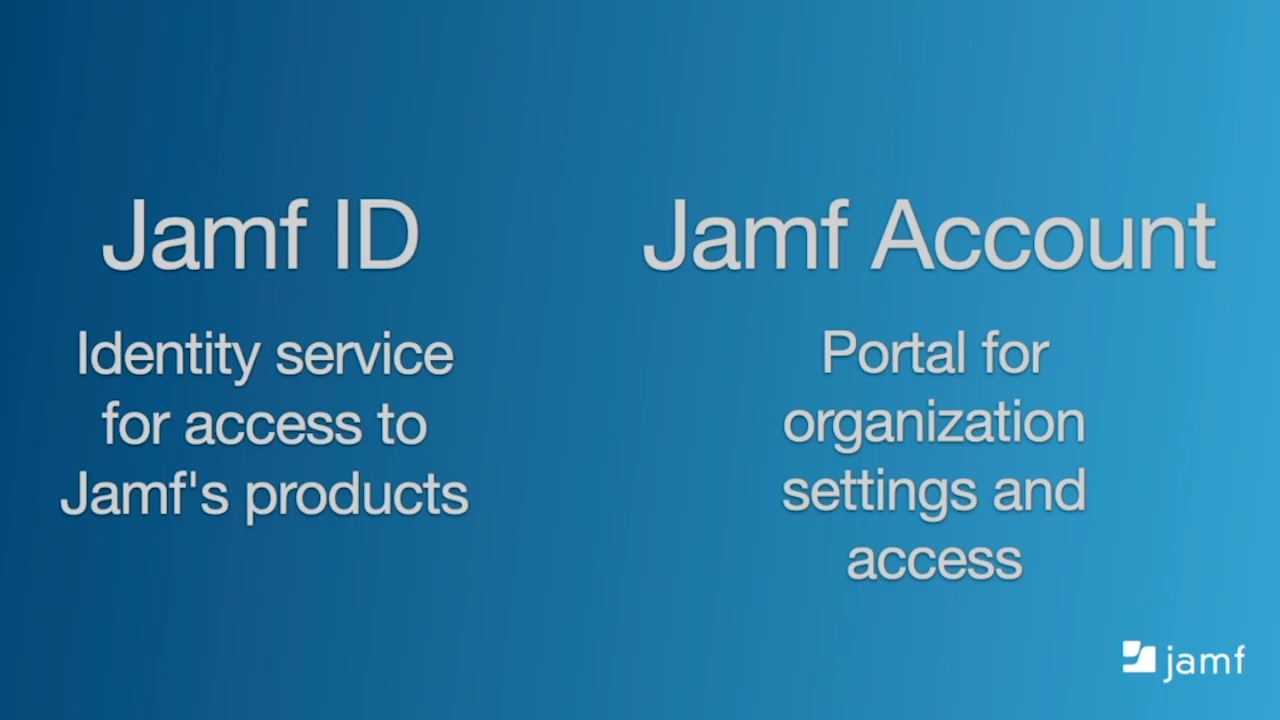 Jamf ID
Identity service
for access to
Jamf's products
Jamf Account
Portal for
organization
settings and
access
jamf